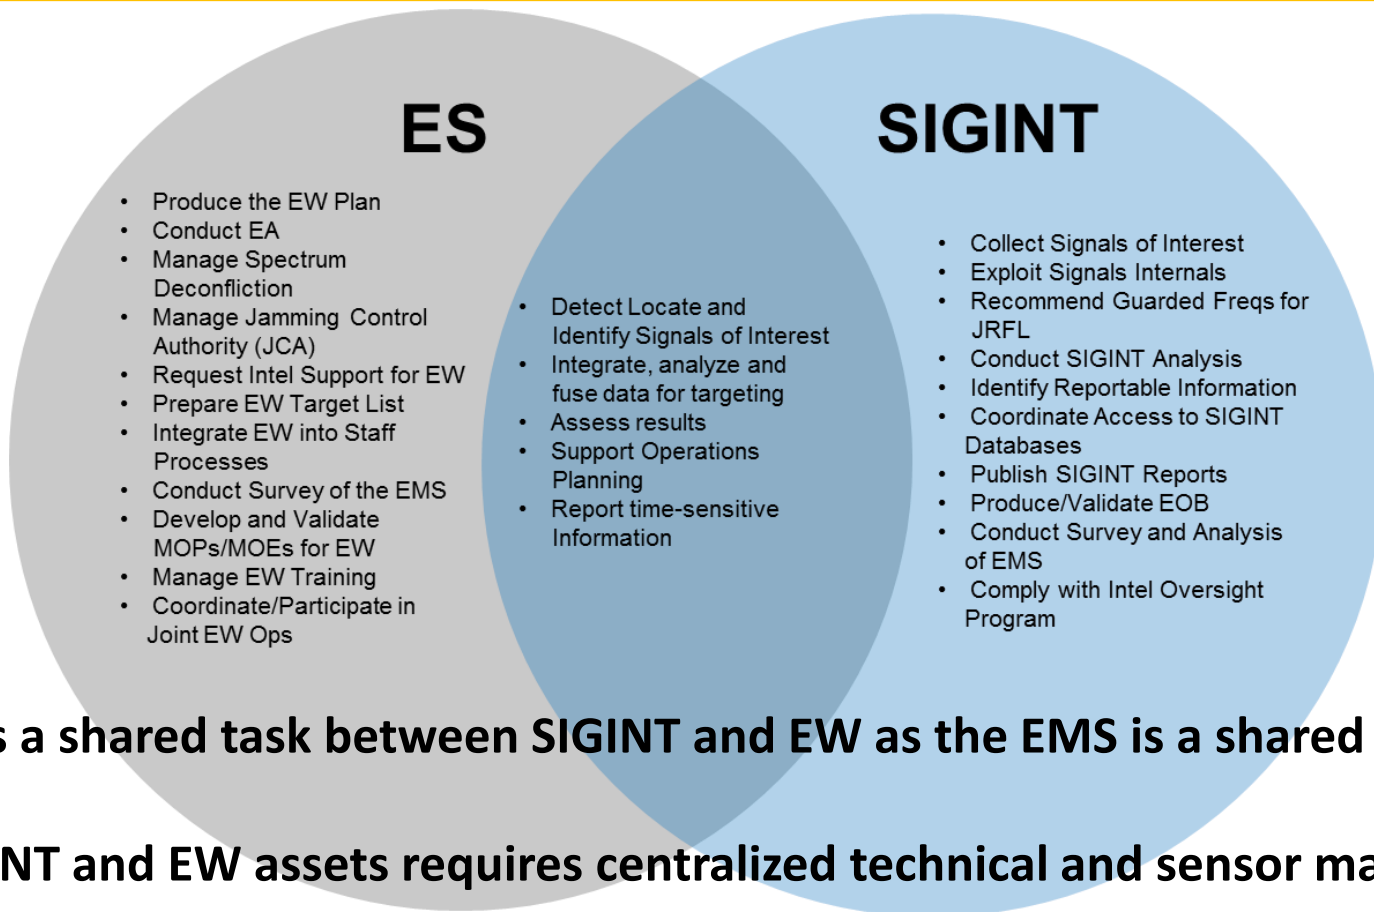 ES
• Produce the EW Plan
• Conduct EA
• Manage Spectrum
Deconfliction
• Manage Jamming Control
Authority (JCA)
• Request Intel Support for EW
• Prepare EW Target List
• Integrate EW into Staff
Processes
• Conduct Survey of the EMS
• Develop and Validate
MOPs/MOEs for EW
• Manage EW Training
• Coordinate/Participate in
Joint EW Ops
• Detect Locate and
Identify Signals of Interest
• Integrate, analyze and
fuse data for targeting
• Assess results
• Support Operations
Planning
• Report time-sensitive
Information
SIGINT
• Collect Signals of Interest
• Exploit Signals Internals
• Recommend Guarded Freqs for
JRFL
• Conduct SIGINT Analysis
• Identify Reportable Information
• Coordinate Access to SIGINT
Databases
• Publish SIGINT Reports
• Produce/Validate EOB
• Conduct Survey and Analysis
of EMS
• Comply with Intel Oversight
Program
s a shared task between SIGINT and EW as the EMS is a shared
NT and EW assets requires centralized technical and sensor ma